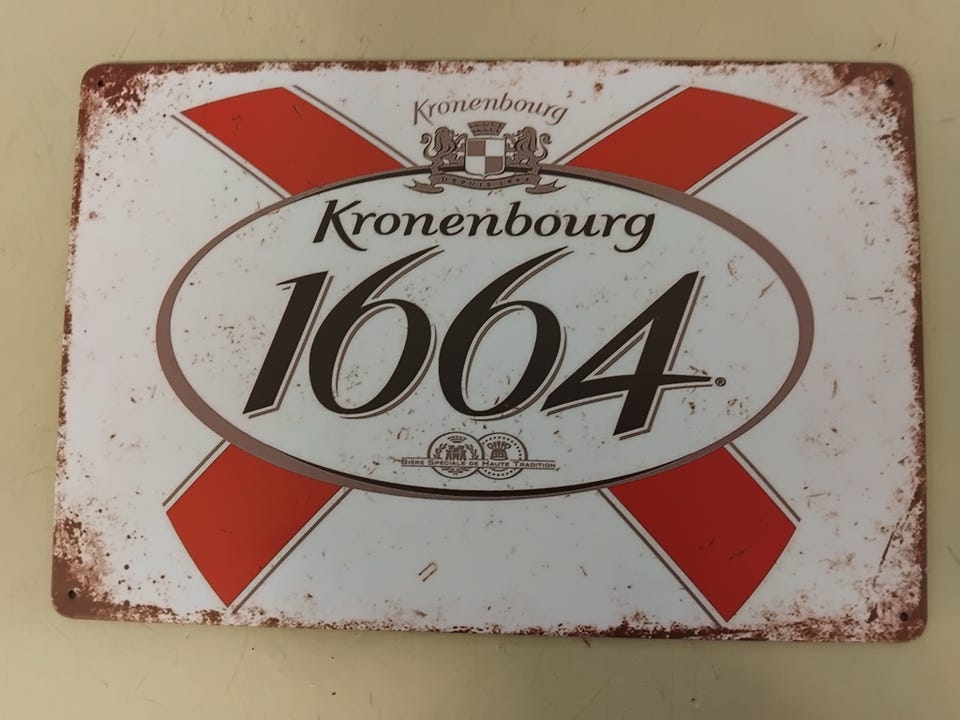 Kronenbourg
DEPUIS 1664
Kronenbourg
1664®
BIÈRE SPÉCIALE DE HAUTE TRADITION